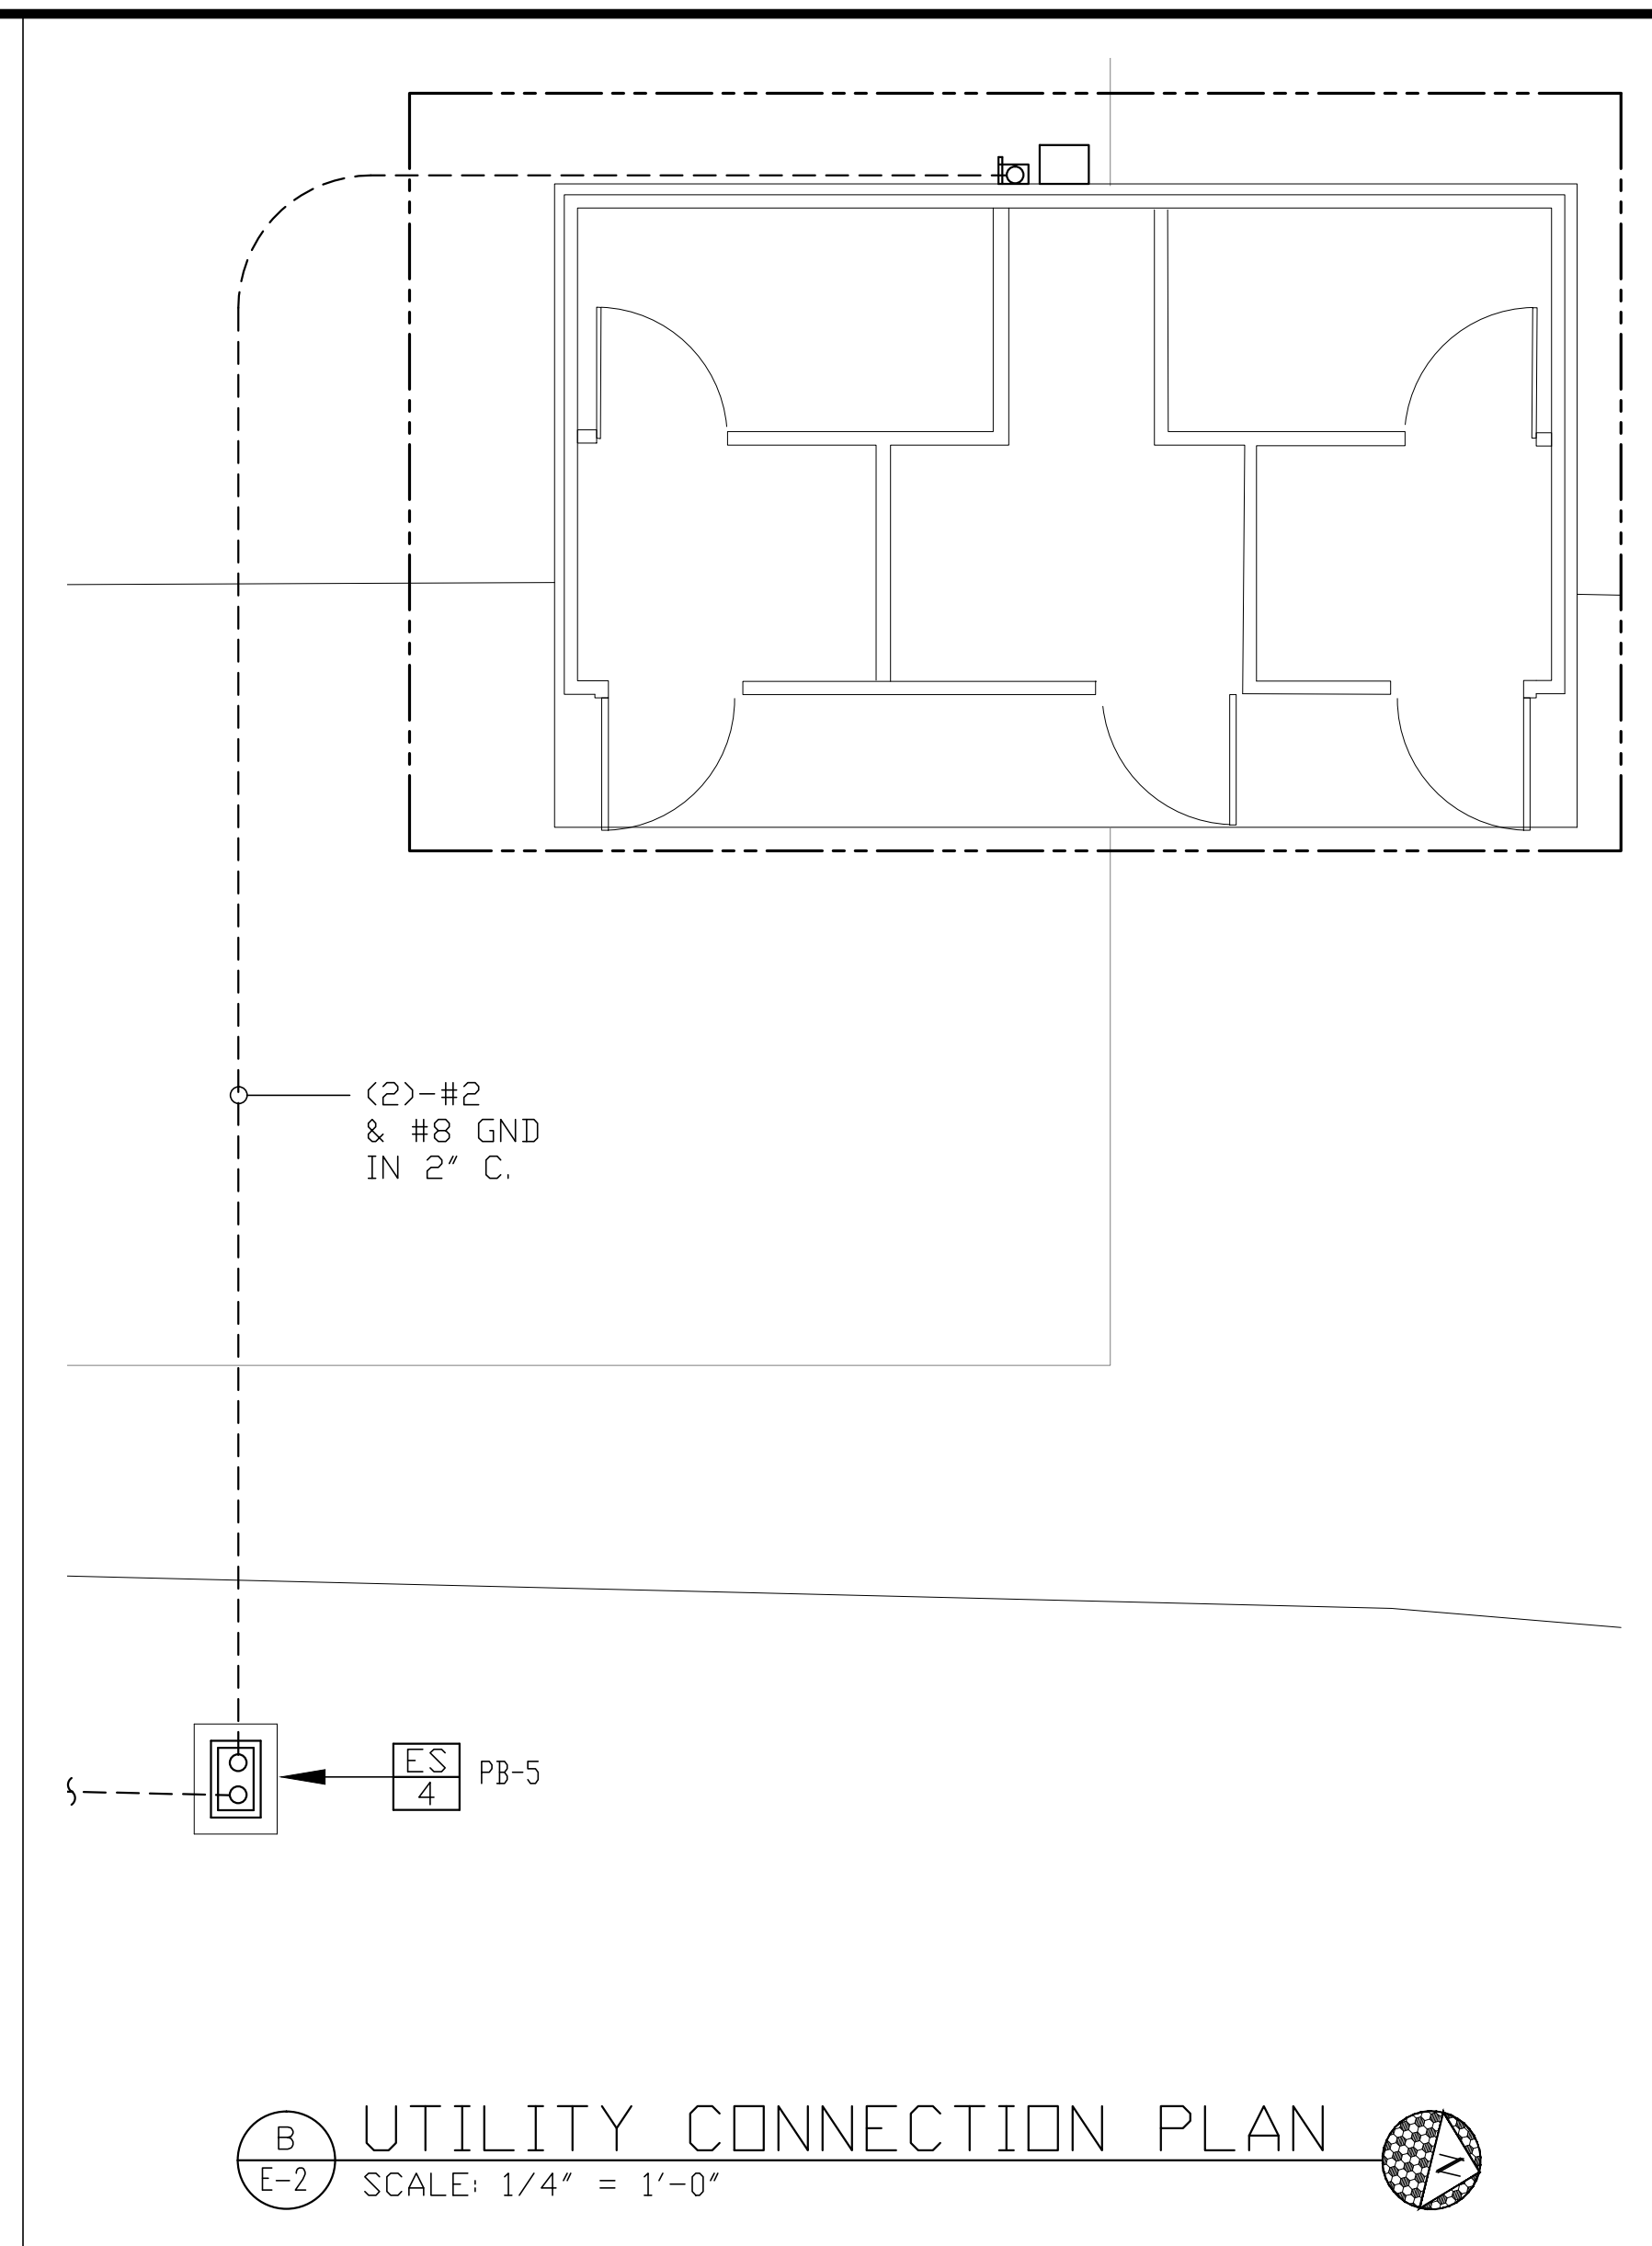 (2)-#2
& #8 GND
IN 2" C.
ES
4
PB-5
B
E-2
UTILITY CONNECTION PLAN
SCALE: 1/4" = 1'-0"
N